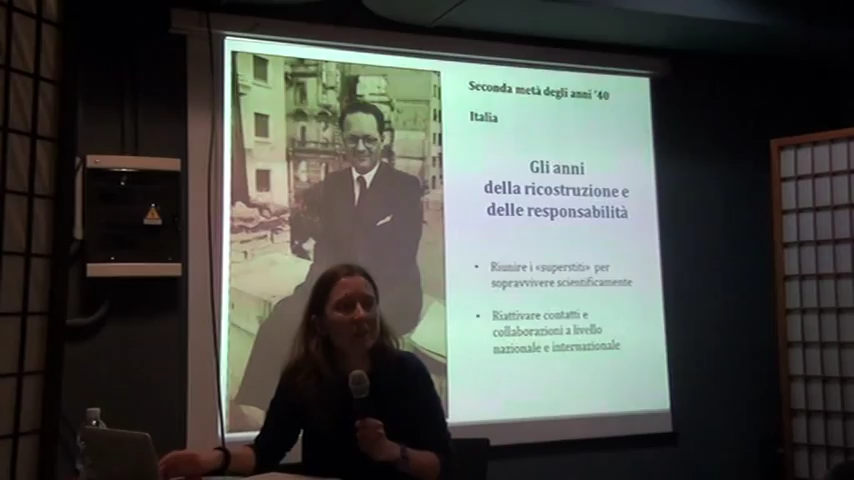 Seconda metà degli anni '40
Italia
Gli anni
della ricostruzione e
delle responsabilità
• Riunire i «superstiti» per
sopravvivere scientificamente
• Riattivare contatti e
collaborazioni a livello
nazionale e internazionale